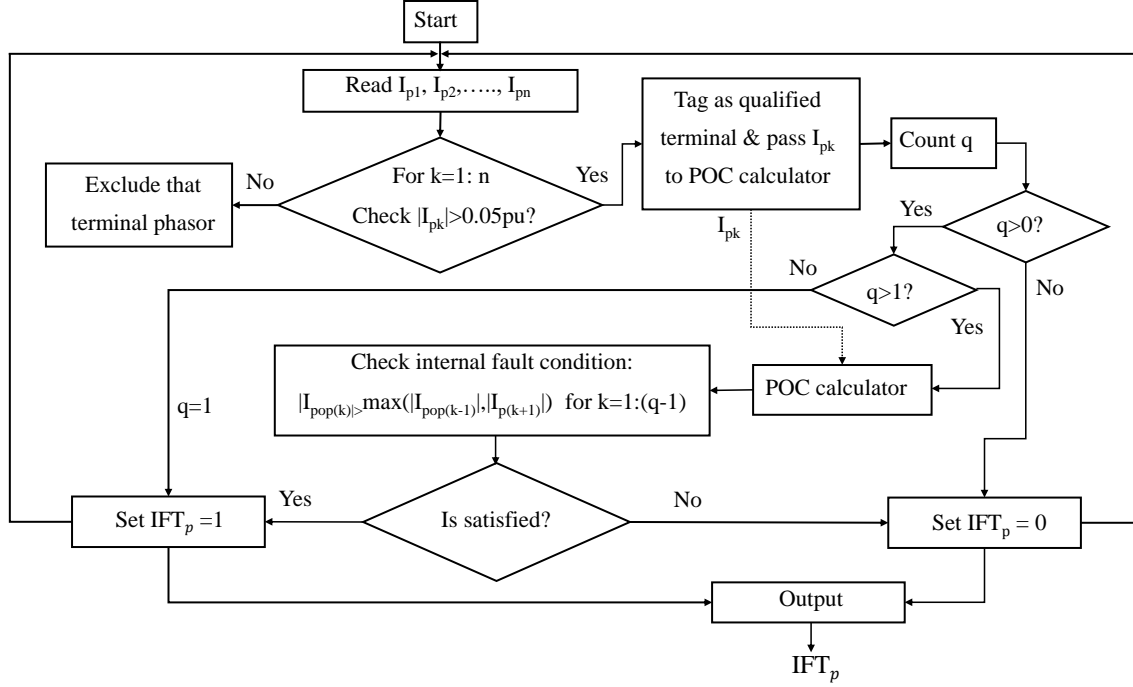 Start
Read I_p1, I_p2,....., I_pn
For k=1: n
Check |I_pk|>0.05pu?
No
Yes
Exclude that
terminal phasor
Tag as qualified
terminal & pass I_pk
to POC calculator
Count q
I_pk
q>0?
Yes
No
q>1?
No
Yes
POC calculator
Check internal fault condition:
|I_pop(k)|>max(|I_pop(k-1)|,|I_p(k+1)|) for k=1:(q-1)
q=1
Is satisfied?
Yes
No
Set IFT_p =1
Set IFT_p = 0
Output
IFT_p